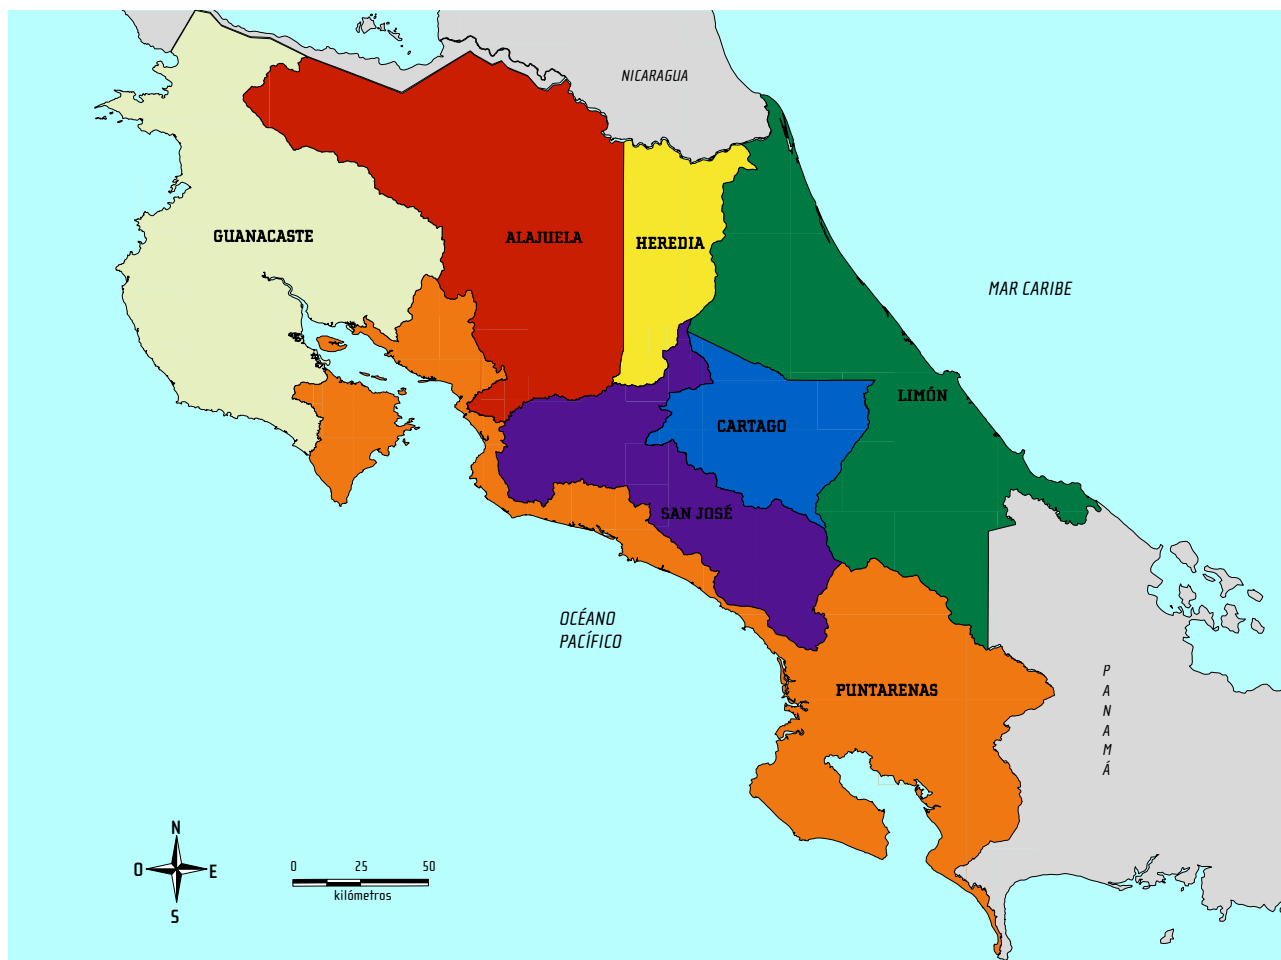 NICARAGUA
GUANACASTE
ALAJUELA
HEREDIA
MAR CARIBE
LIMÓN
CARTAGO
SAN JOSÉ
OCÉANO
PACÍFICO
PUNTARENAS
P
A
N
A
M
Á
N
O
E
S
0 25 50
kilómetros